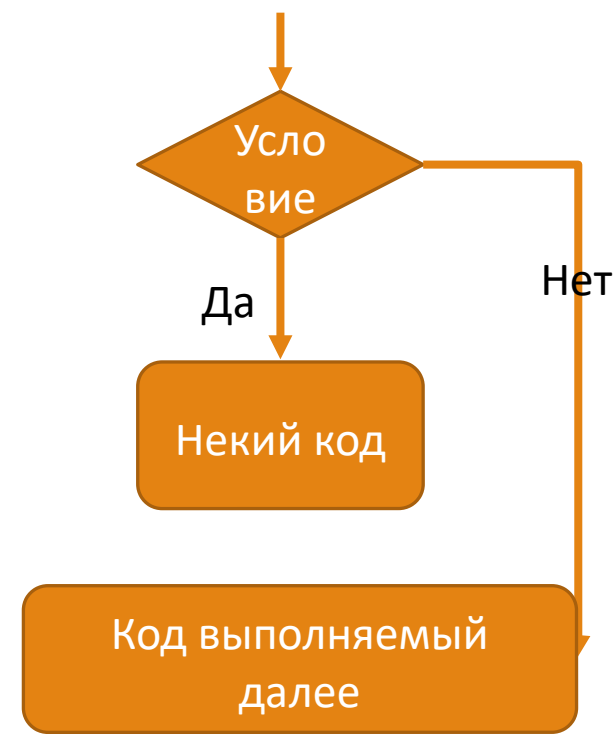 Усло
вие
Нет
Да
Некий код
Код выполняемый
далее